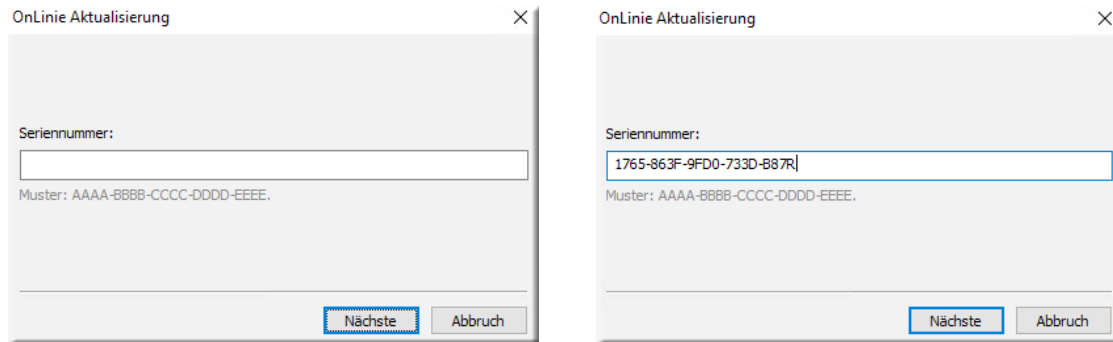 OnLinie Aktualisierung
Seriennummer:
Muster: AAAA-BBBB-CCCC-DDDD-EEEE.
Nächste
Abbruch
OnLinie Aktualisierung
Seriennummer:
1765-863F-9FD0-733D-B87R
Muster: AAAA-BBBB-CCCC-DDDD-EEEE.
Nächste
Abbruch